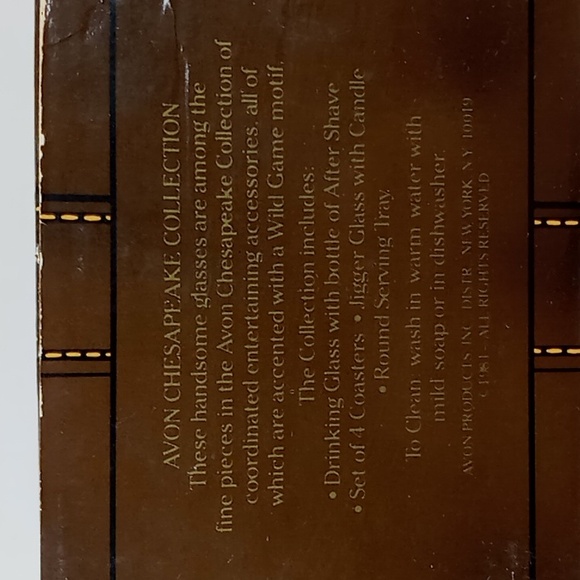 AVON CHESAPEAKE COLLECTION
These handsome glasses are among the
fine pieces in the Avon Chesapeake Collection of
coordinated entertaining accessories, all of
which are accented with a Wild Game motif.
The Collection includes:
• Drinking Glass with bottle of After Shave
• Set of 4 Coasters • Jigger Glass with Candle
• Round Serving Tray.
To Clean: wash in warm water with
mild soap or in dishwasher.
AVON PRODUCTS INC. DISTR. NEW YORK, N.Y. 10019
©1981—ALL RIGHTS RESERVED